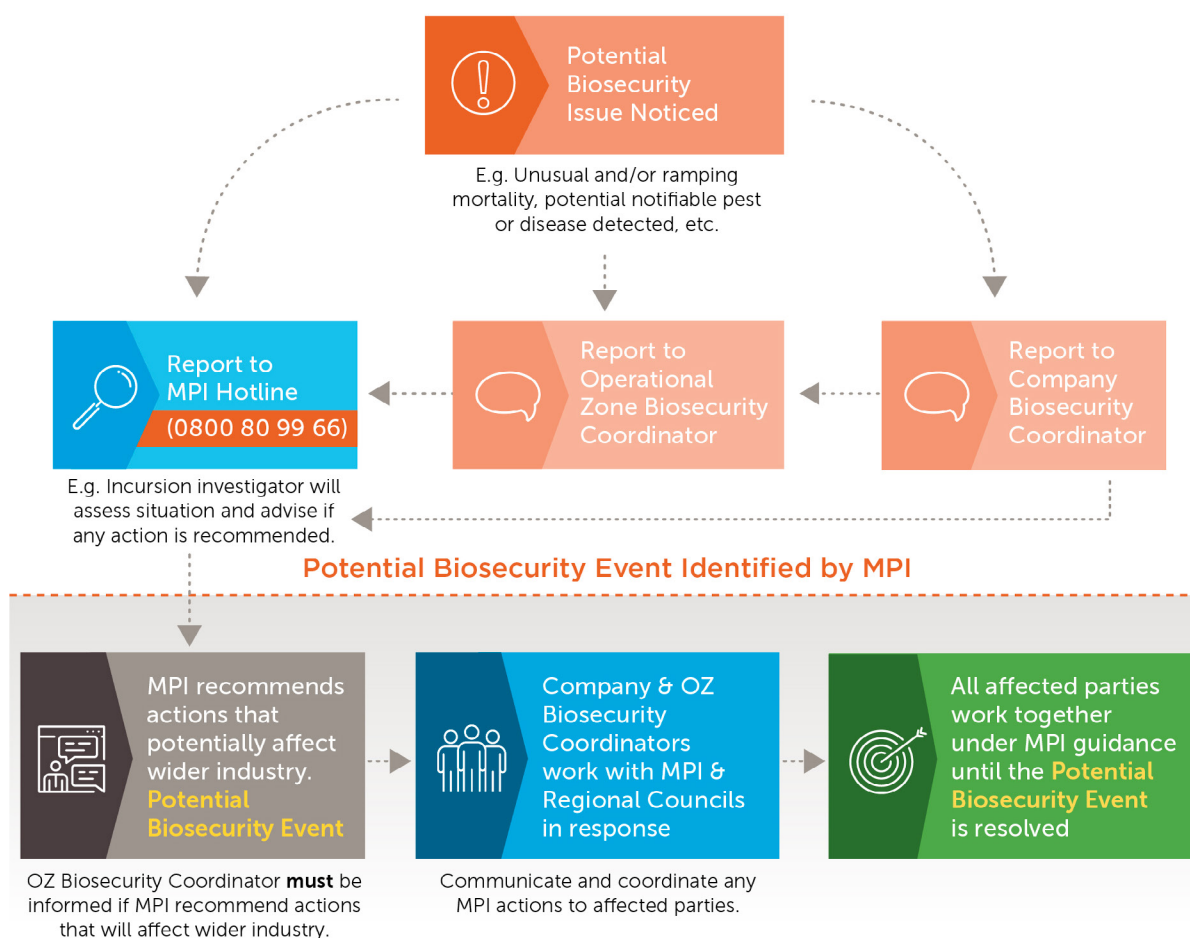 Potential
Biosecurity
Issue Noticed
E.g. Unusual and/or ramping
mortality, potential notifiable pest
or disease detected, etc.
Report to
MPI Hotline
(0800 80 99 66)
E.g. Incursion investigator will
assess situation and advise if
any action is recommended.
Report to
Operational
Zone Biosecurity
Coordinator
Report to
Company
Biosecurity
Coordinator
Potential Biosecurity Event Identified by MPI
MPI recommends
actions that
potentially affect
wider industry.
Potential
Biosecurity Event
OZ Biosecurity Coordinator must be
informed if MPI recommend actions
that will affect wider industry.
Company & OZ
Biosecurity
Coordinators
work with MPI &
Regional Councils
in response
Communicate and coordinate any
MPI actions to affected parties.
All affected parties
work together
under MPI guidance
until the Potential
Biosecurity Event
is resolved